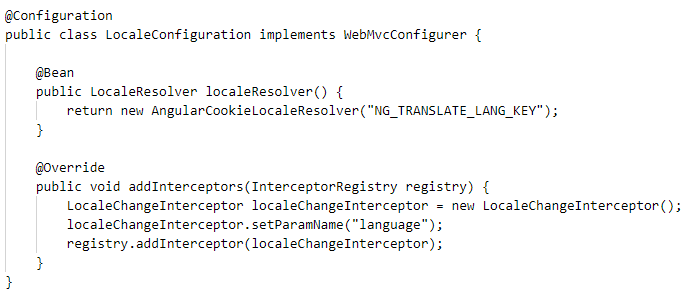 @Configuration
public class LocaleConfiguration implements WebMvcConfigurer {
@Bean
public LocaleResolver localeResolver() {
return new AngularCookieLocaleResolver("NG_TRANSLATE_LANG_KEY");
}
@Override
public void addInterceptors(InterceptorRegistry registry) {
LocaleChangeInterceptor localeChangeInterceptor = new LocaleChangeInterceptor();
localeChangeInterceptor.setParamName("language");
registry.addInterceptor(localeChangeInterceptor);
}
}